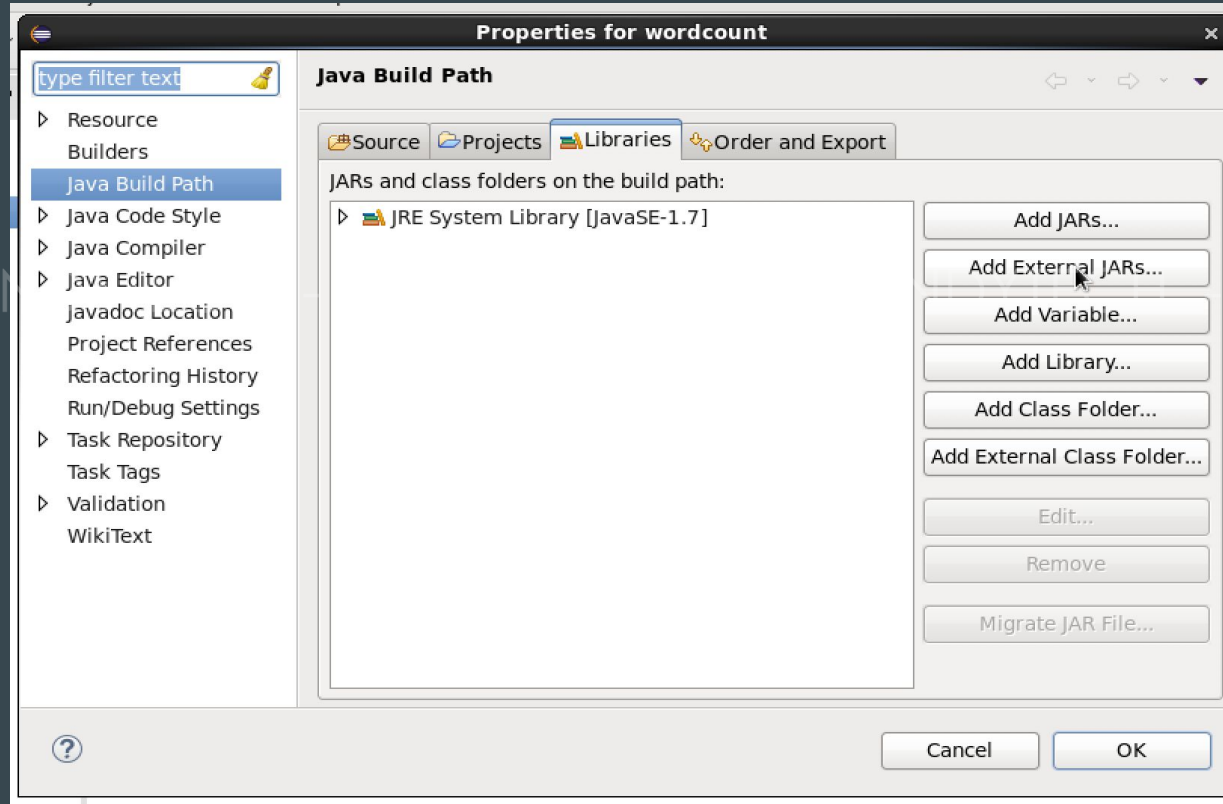 Properties for wordcount
type filter text
Resource
Builders
Java Build Path
Java Code Style
Java Compiler
Java Editor
Javadoc Location
Project References
Refactoring History
Run/Debug Settings
Task Repository
Task Tags
Validation
WikiText
Java Build Path
Source Projects Libraries Order and Export
JARs and class folders on the build path:
JRE System Library [JavaSE-1.7]
Add JARs...
Add External JARs...
Add Variable...
Add Library...
Add Class Folder...
Add External Class Folder...
Edit...
Remove
Migrate JAR File...
?
Cancel
OK